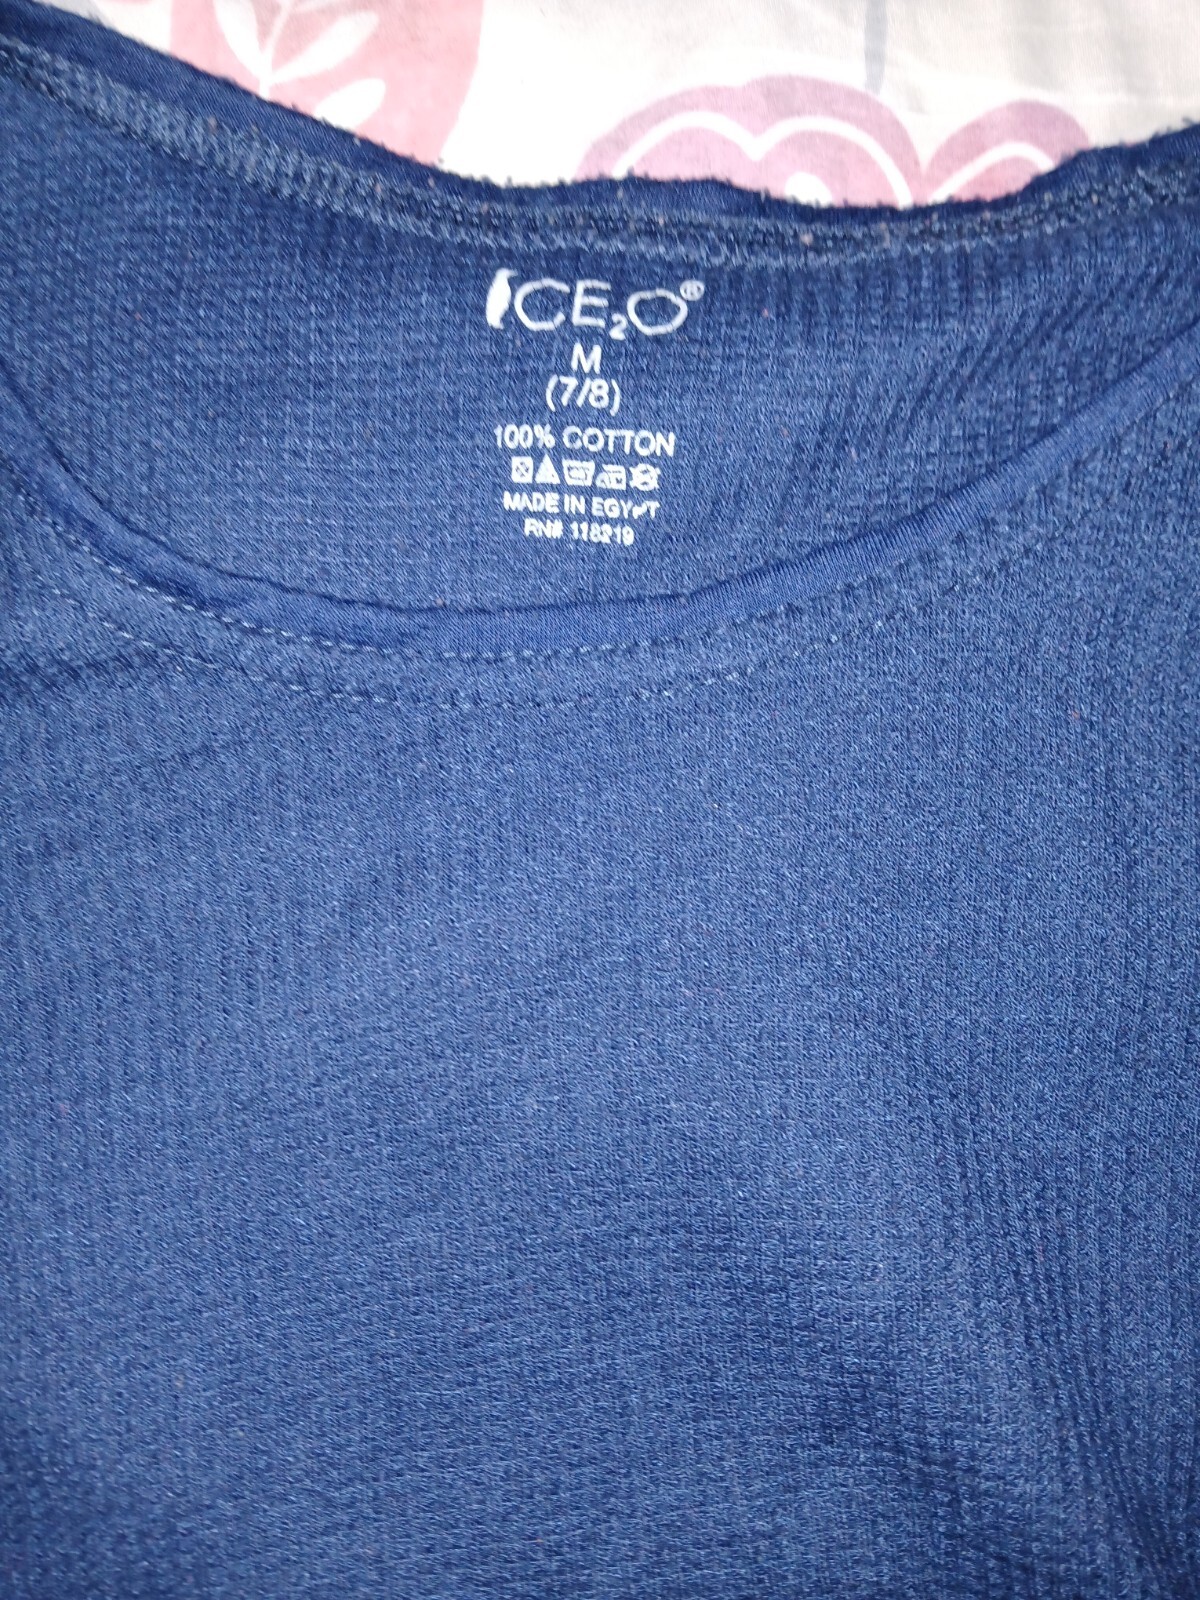 ICE₂O®
M
(7/8)
100% COTTON
MADE IN EGYPT
RN# 118219